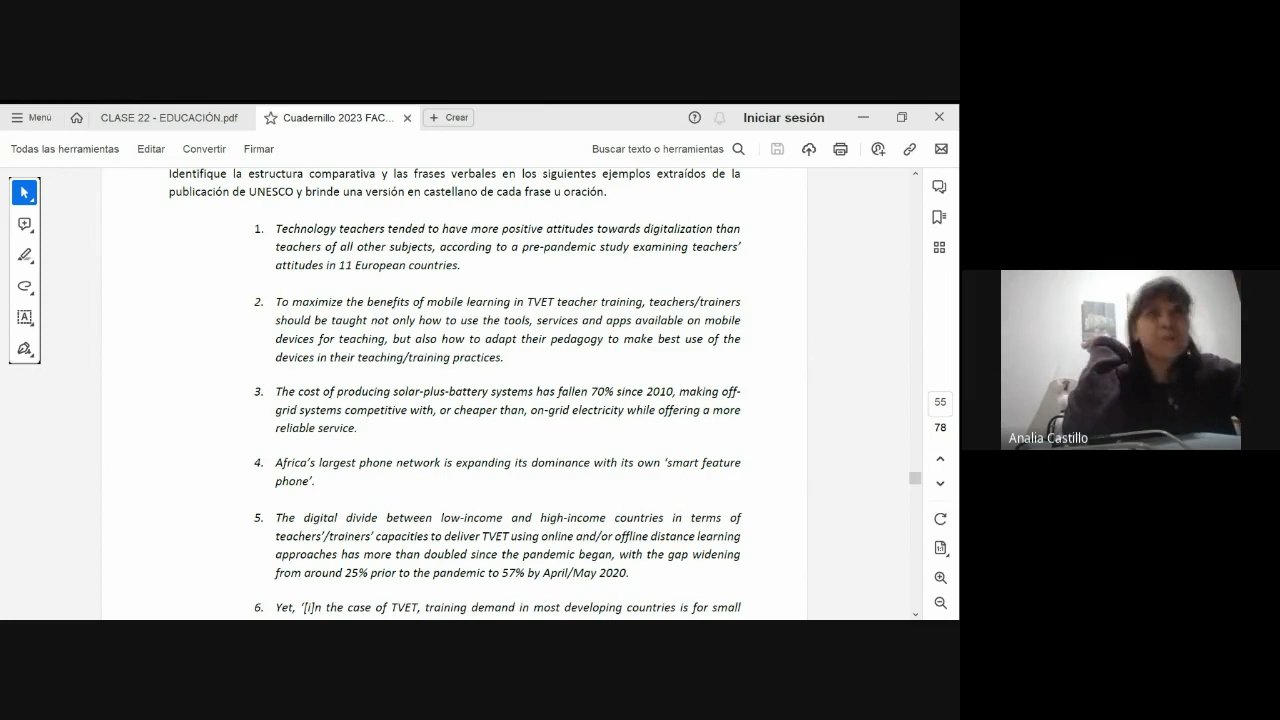 Menú
CLASE 22 - EDUCACIÓN.pdf
Cuadernillo 2023 FAC...
Crear
Iniciar sesión
Todas las herramientas
Editar
Convertir
Firmar
Buscar texto o herramientas
Identifique la estructura comparativa y las frases verbales en los siguientes ejemplos extraídos de la
publicación de UNESCO y brinde una versión en castellano de cada frase u oración.
1. Technology teachers tended to have more positive attitudes towards digitalization than
teachers of all other subjects, according to a pre-pandemic study examining teachers’
attitudes in 11 European countries.
2. To maximize the benefits of mobile learning in TVET teacher training, teachers/trainers
should be taught not only how to use the tools, services and apps available on mobile
devices for teaching, but also how to adapt their pedagogy to make best use of the
devices in their teaching/training practices.
3. The cost of producing solar-plus-battery systems has fallen 70% since 2010, making off-
grid systems competitive with, or cheaper than, on-grid electricity while offering a more
reliable service.
4. Africa’s largest phone network is expanding its dominance with its own ‘smart feature
phone’.
5. The digital divide between low-income and high-income countries in terms of
teachers’/trainers’ capacities to deliver TVET using online and/or offline distance learning
approaches has more than doubled since the pandemic began, with the gap widening
from around 25% prior to the pandemic to 57% by April/May 2020.
6. Yet, ‘[i]n the case of TVET, training demand in most developing countries is for small
55
78
Analia Castillo